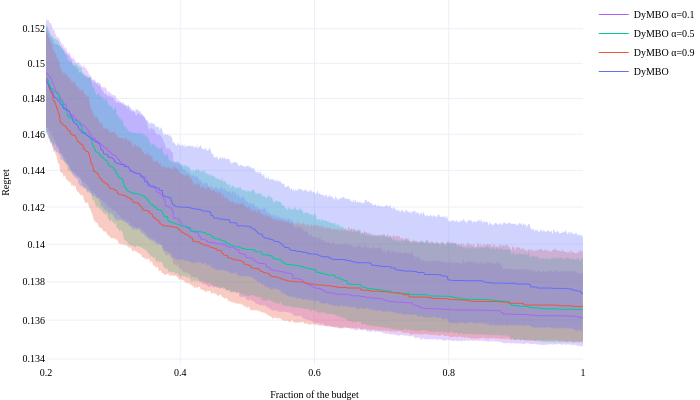 DyMBO α=0.1
DyMBO α=0.5
DyMBO α=0.9
DyMBO
0.152
0.15
0.148
0.146
0.144
0.142
0.14
0.138
0.136
0.134
Regret
0.2
0.4
0.6
0.8
1
Fraction of the budget